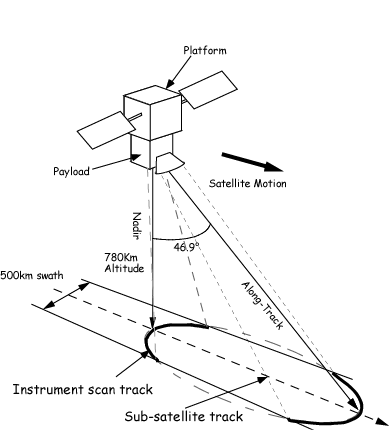 Platform
Payload
Satellite Motion
Nadir
780Km
Altitude
46.9°
500km swath
Along-Track
Instrument scan track
Sub-satellite track